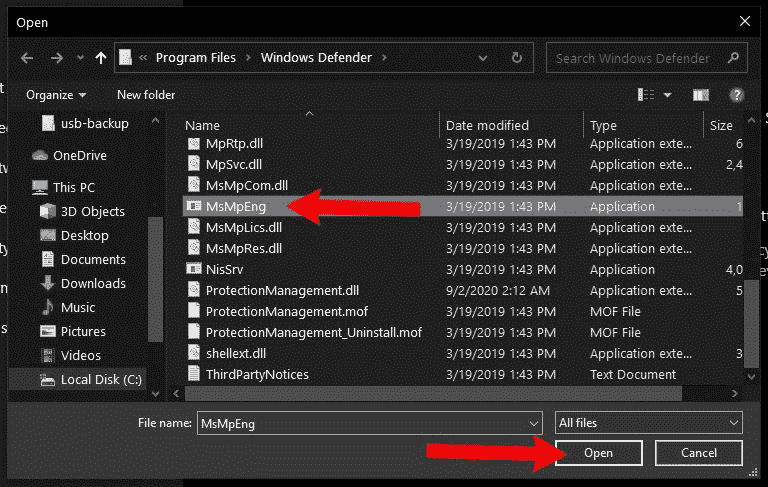 Open
« Program Files > Windows Defender >
Search Windows Defender
Organize
New folder
Name Date modified Type Size
usb-backup
OneDrive
This PC
3D Objects
Desktop
Documents
Downloads
Music
Pictures
Videos
Local Disk (C:)
MpRtp.dll 3/19/2019 1:43 PM Application exte... 6
MpSvc.dll 3/19/2019 1:43 PM Application exte... 2,4
MsMpCom.dll 3/19/2019 1:43 PM Application exte...
MsMpEng 3/19/2019 1:43 PM Application 1
MsMpLics.dll 3/19/2019 1:43 PM Application exte...
MsMpRes.dll 3/19/2019 1:43 PM Application exte...
NisSrv 3/19/2019 1:43 PM Application 4,0
ProtectionManagement.dll 9/2/2020 2:12 AM Application exte... 5
ProtectionManagement.mof 3/19/2019 1:43 PM MOF File
ProtectionManagement_Uninstall.mof 3/19/2019 1:43 PM MOF File
shellext.dll 3/19/2019 1:43 PM Application exte... 3
ThirdPartyNotices 3/19/2019 1:43 PM Text Document
File name: MsMpEng
All files
Open
Cancel